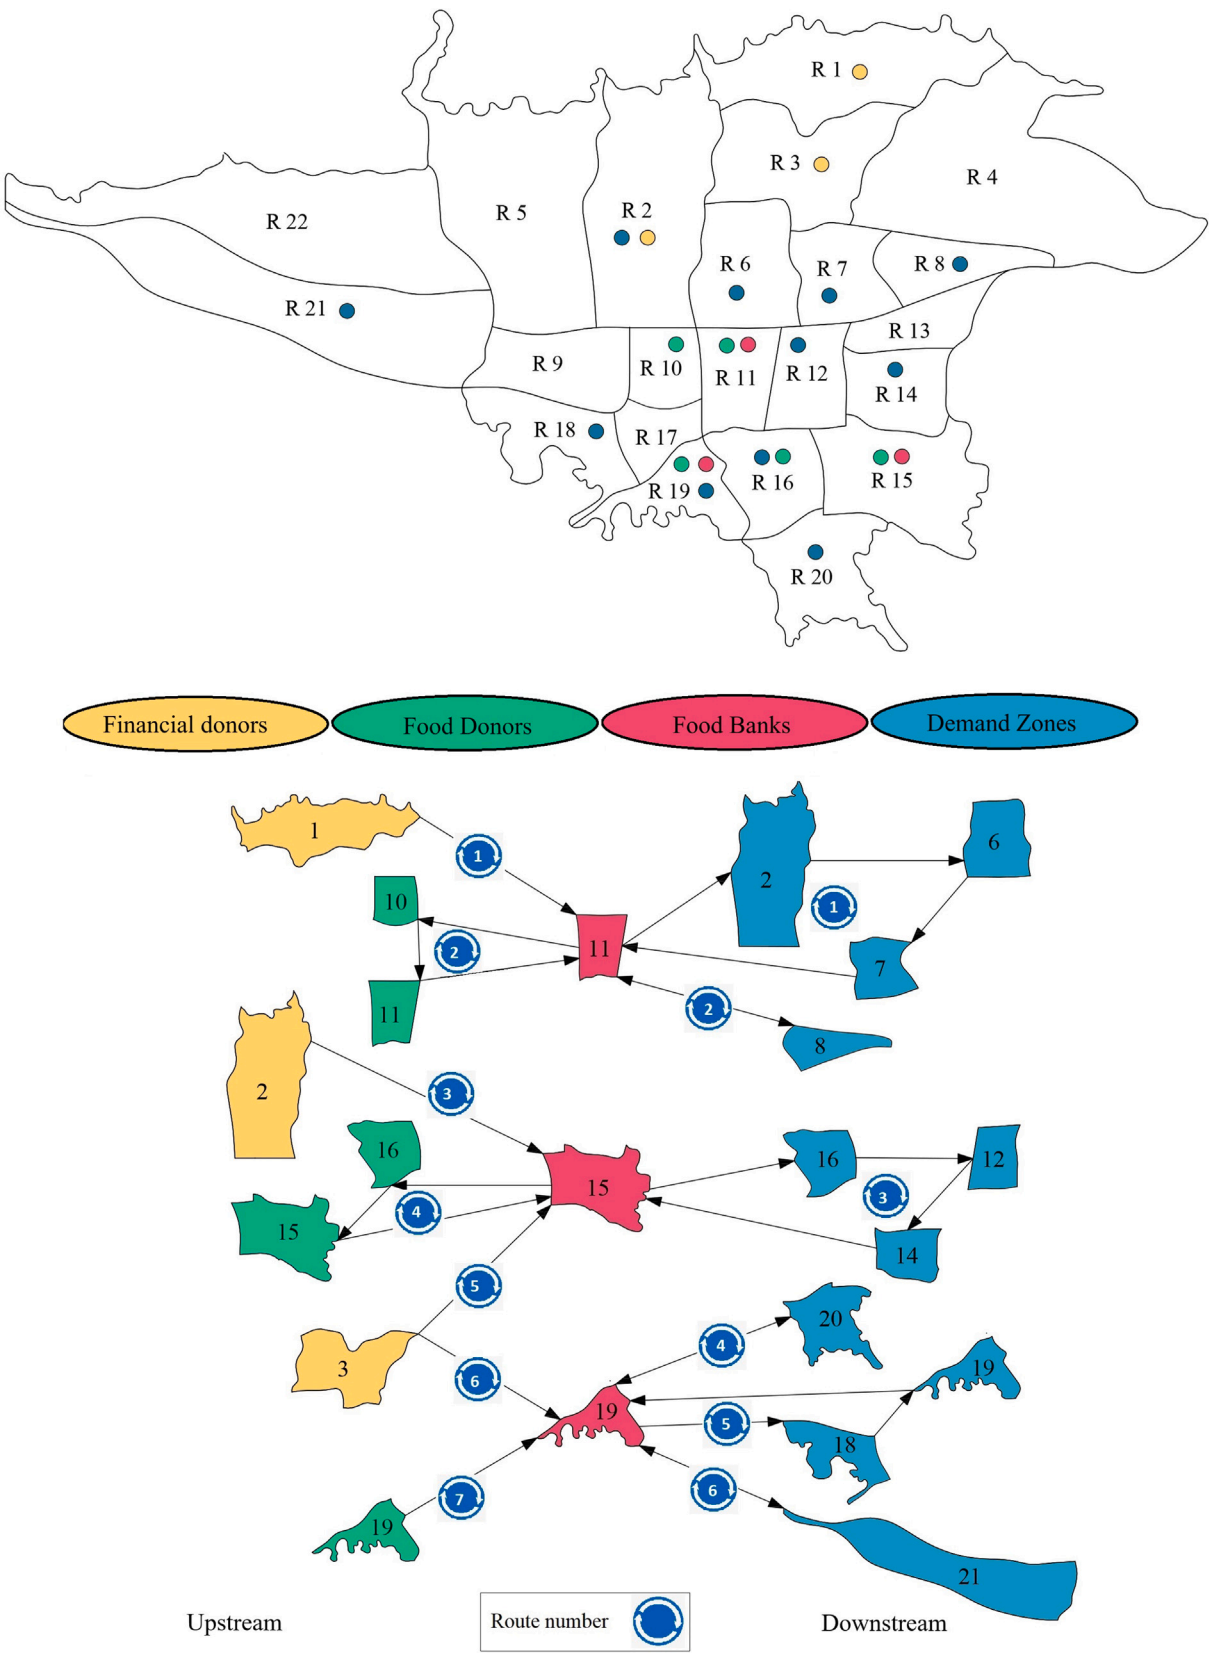 R 1
R 3
R 4
R 2
R 5
R 22
R 6
R 7
R 8
R 21
R 13
R 9
R 10
R 11
R 12
R 14
R 18
R 17
R 19
R 16
R 15
R 20
Financial donors
Food Donors
Food Banks
Demand Zones
1
1
2
6
10
1
2
11
7
11
2
8
2
3
16
16
12
15
4
15
3
14
5
20
3
6
4
19
19
5
18
7
6
19
21
Upstream
Route number
Downstream